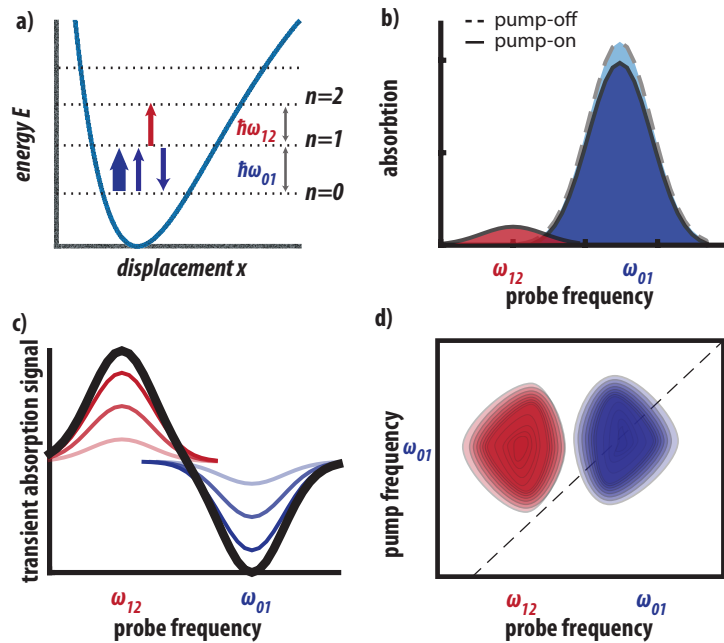 a)
energy E
n=2
n=1
n=0
ħω12
ħω01
displacement x
b)
pump-off
pump-on
absorbtion
ω12
ω01
probe frequency
c)
transient absorption signal
ω12
ω01
probe frequency
d)
pump frequency
ω01
ω12
ω01
probe frequency